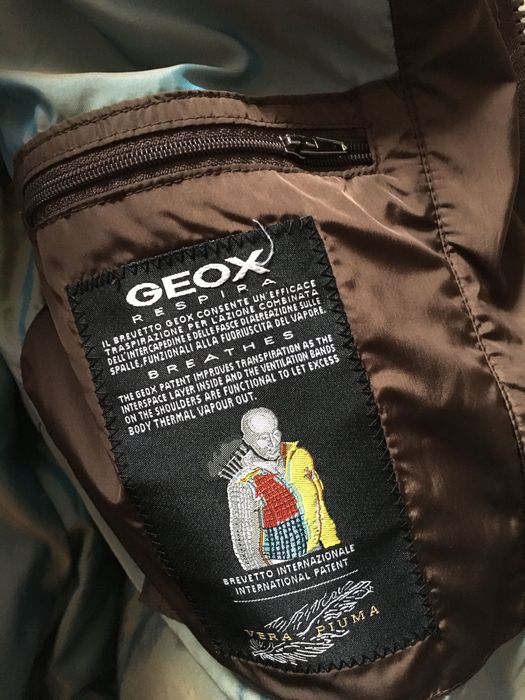 GEOX
RESPIRA
IL BREVETTO GEOX CONSENTE UN'EFFICACE
TRASPIRAZIONE PER L'AZIONE COMBINATA
DELL'INTERCAPEDINE E DELLE FASCE DI AEREAZIONE SULLE
SPALLE, FUNZIONALI ALLA FUORIUSCITA DEL VAPORE.
BREATHES
THE GEOX PATENT IMPROVES TRANSPIRATION AS THE
INTERSPACE LAYER INSIDE AND THE VENTILATION BANDS
ON THE SHOULDERS ARE FUNCTIONAL TO LET EXCESS
BODY THERMAL VAPOUR OUT.
BREVETTO INTERNAZIONALE
INTERNATIONAL PATENT
VERA PIUMA